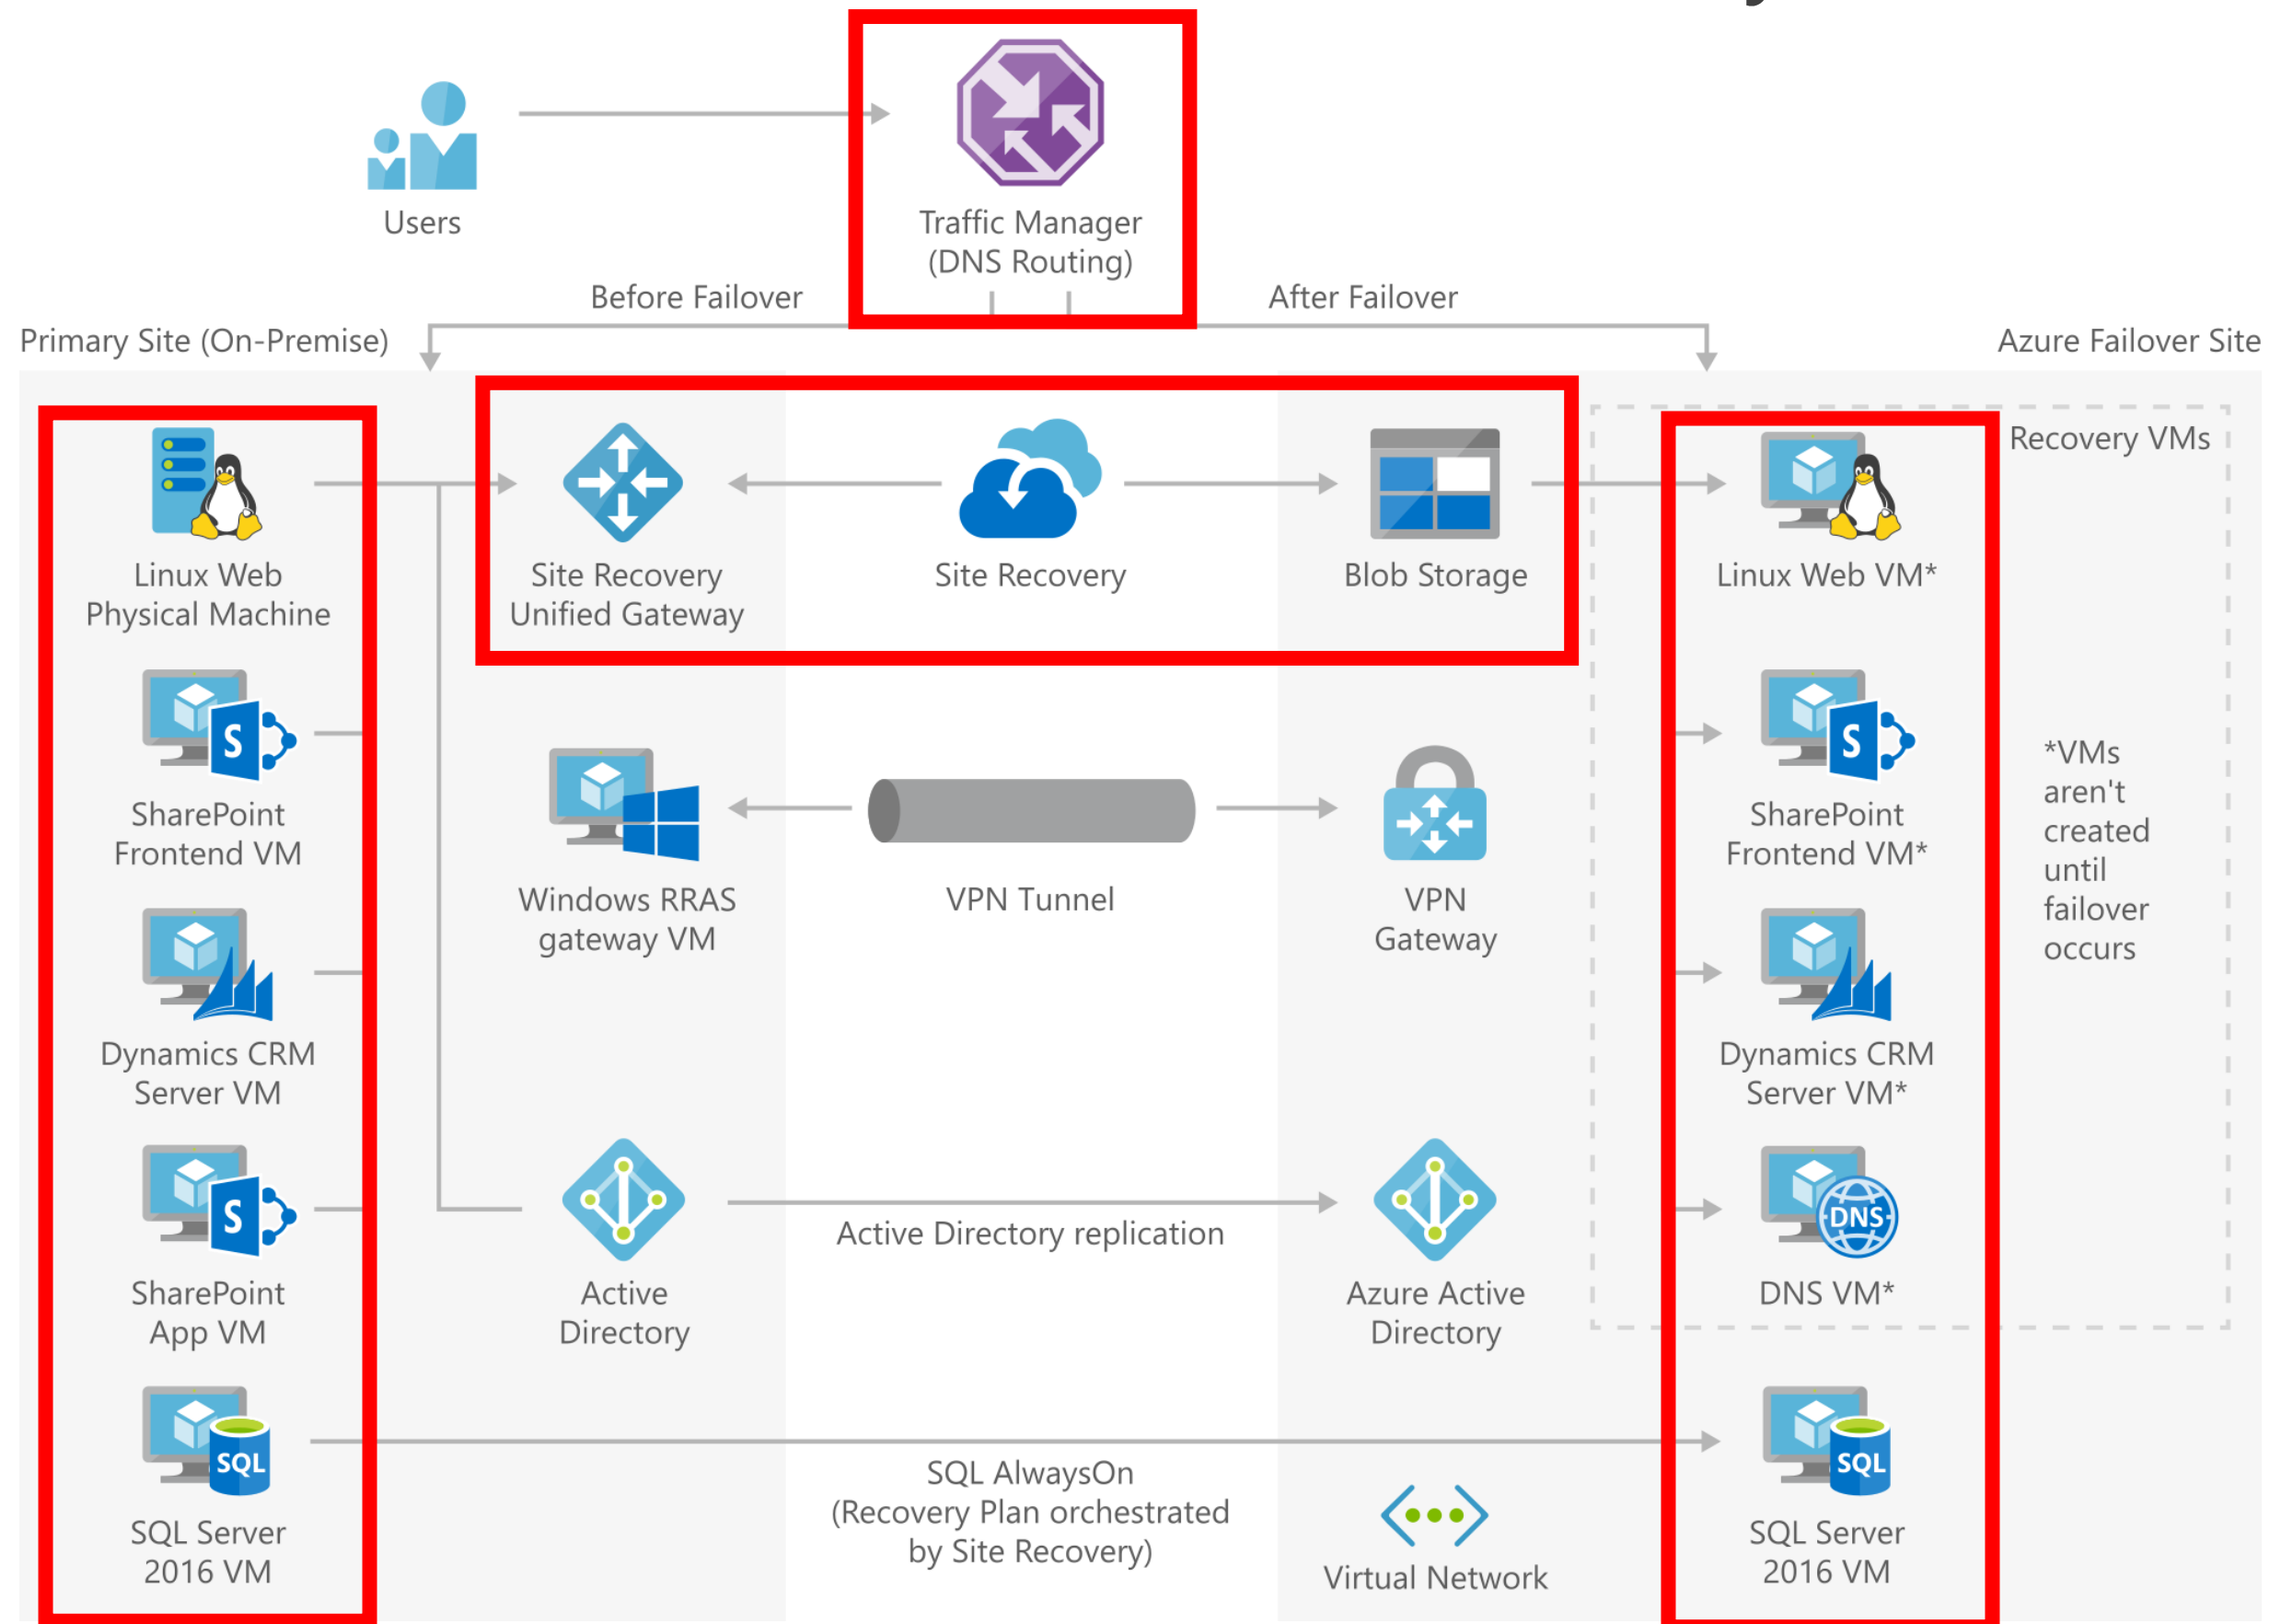 Users
Traffic Manager
(DNS Routing)
Before Failover
After Failover
Primary Site (On-Premise)
Azure Failover Site
Linux Web
Physical Machine
Site Recovery
Unified Gateway
Site Recovery
Blob Storage
Linux Web VM*
Recovery VMs
S
SharePoint
Frontend VM
Windows RRAS
gateway VM
VPN Tunnel
VPN
Gateway
S
SharePoint
Frontend VM*
*VMs
aren't
created
until
failover
occurs
Dynamics CRM
Server VM
Dynamics CRM
Server VM*
S
SharePoint
App VM
Active
Directory
Active Directory replication
Azure Active
Directory
DNS
DNS VM*
SQL
SQL Server
2016 VM
SQL AlwaysOn
(Recovery Plan orchestrated
by Site Recovery)
Virtual Network
SQL
SQL Server
2016 VM